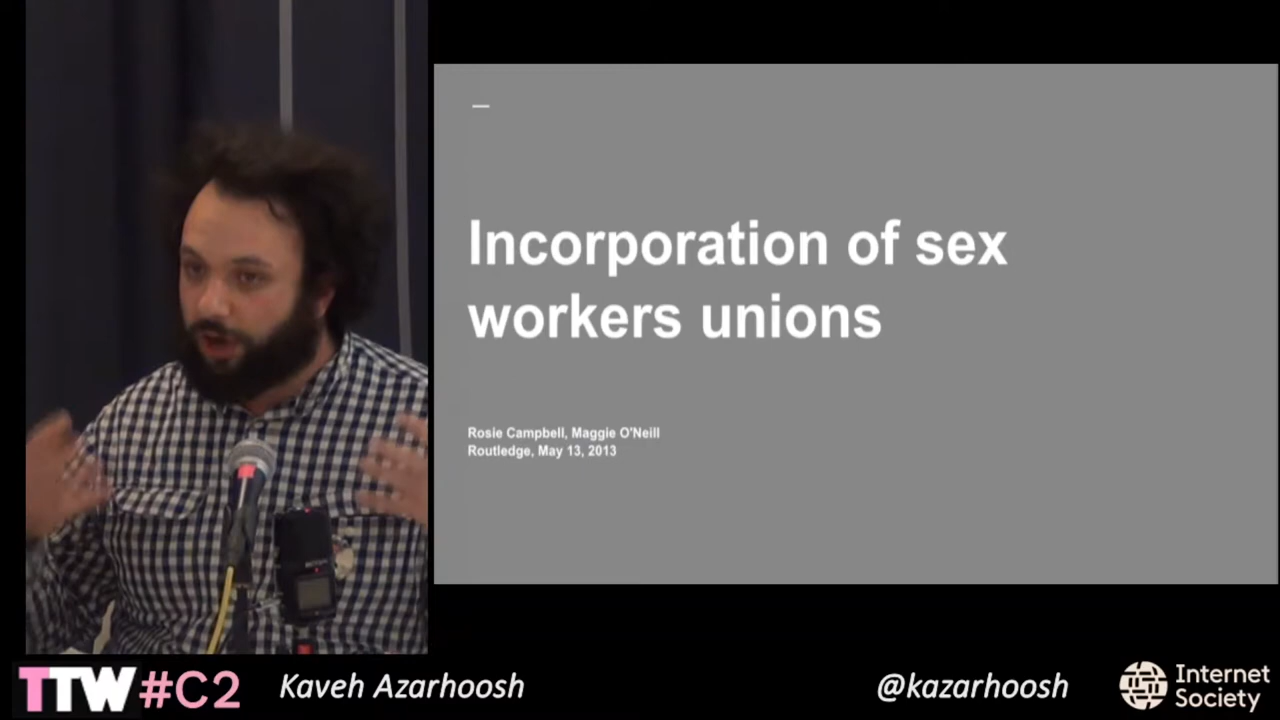 Incorporation of sex
workers unions
Rosie Campbell, Maggie O'Neill
Routledge, May 13, 2013
TTW#C2
Kaveh Azarhoosh
@kazarhoosh
Internet
Society